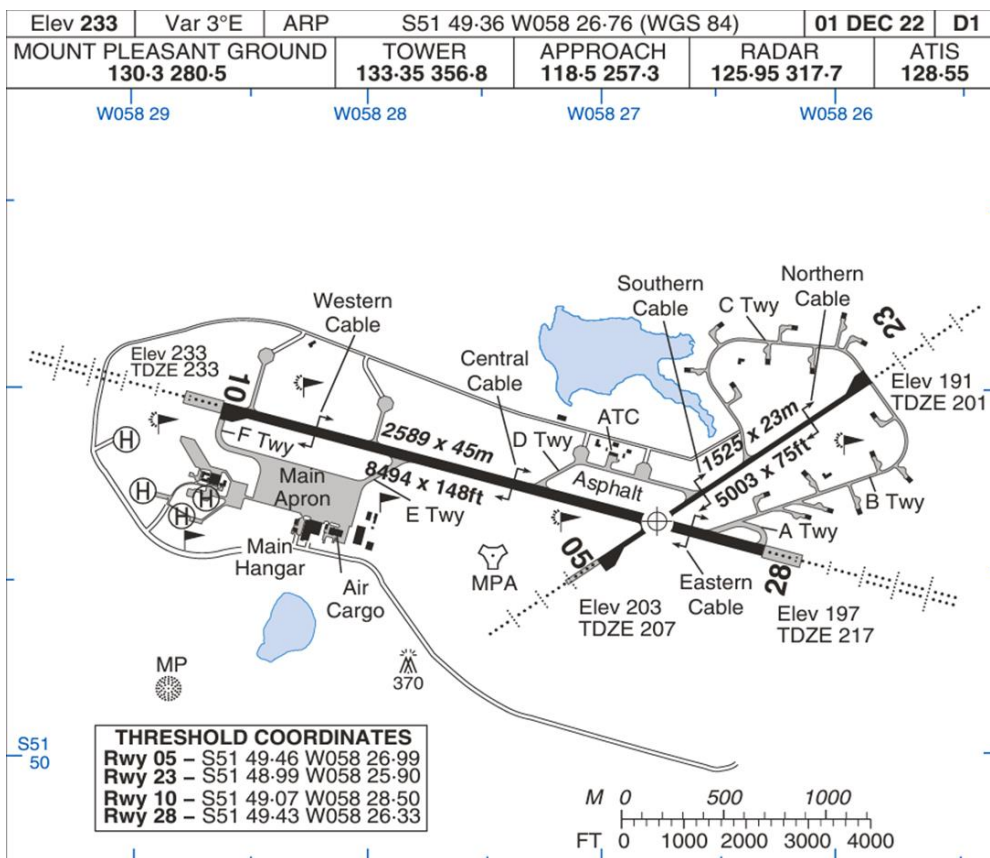 Elev 233
Var 3°E
ARP
S51 49·36 W058 26·76 (WGS 84)
01 DEC 22
D1
MOUNT PLEASANT GROUND
130·3 280·5
TOWER
133·35 356·8
APPROACH
118·5 257·3
RADAR
125·95 317·7
ATIS
128·55
W058 29
W058 28
W058 27
W058 26
Western
Cable
Central
Cable
Southern
Cable
Northern
Cable
C Twy
23
Elev 233
TDZE 233
10
Elev 191
TDZE 201
ATC
D Twy
1525 x 23m
5003 x 75ft
2589 x 45m
8494 x 148ft
Asphalt
F Twy
Main
Apron
E Twy
B Twy
A Twy
H
H
H
H
Main
Hangar
Air
Cargo
MPA
05
28
Eastern
Cable
Elev 203
TDZE 207
Elev 197
TDZE 217
MP
370
S51
50
THRESHOLD COORDINATES
Rwy 05 – S51 49·46 W058 26·99
Rwy 23 – S51 48·99 W058 25·90
Rwy 10 – S51 49·07 W058 28·50
Rwy 28 – S51 49·43 W058 26·33
M 0 500 1000
FT 0 1000 2000 3000 4000